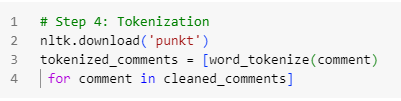 1 # Step 4: Tokenization
2 nltk.download('punkt')
3 tokenized_comments = [word_tokenize(comment)
4 for comment in cleaned_comments]